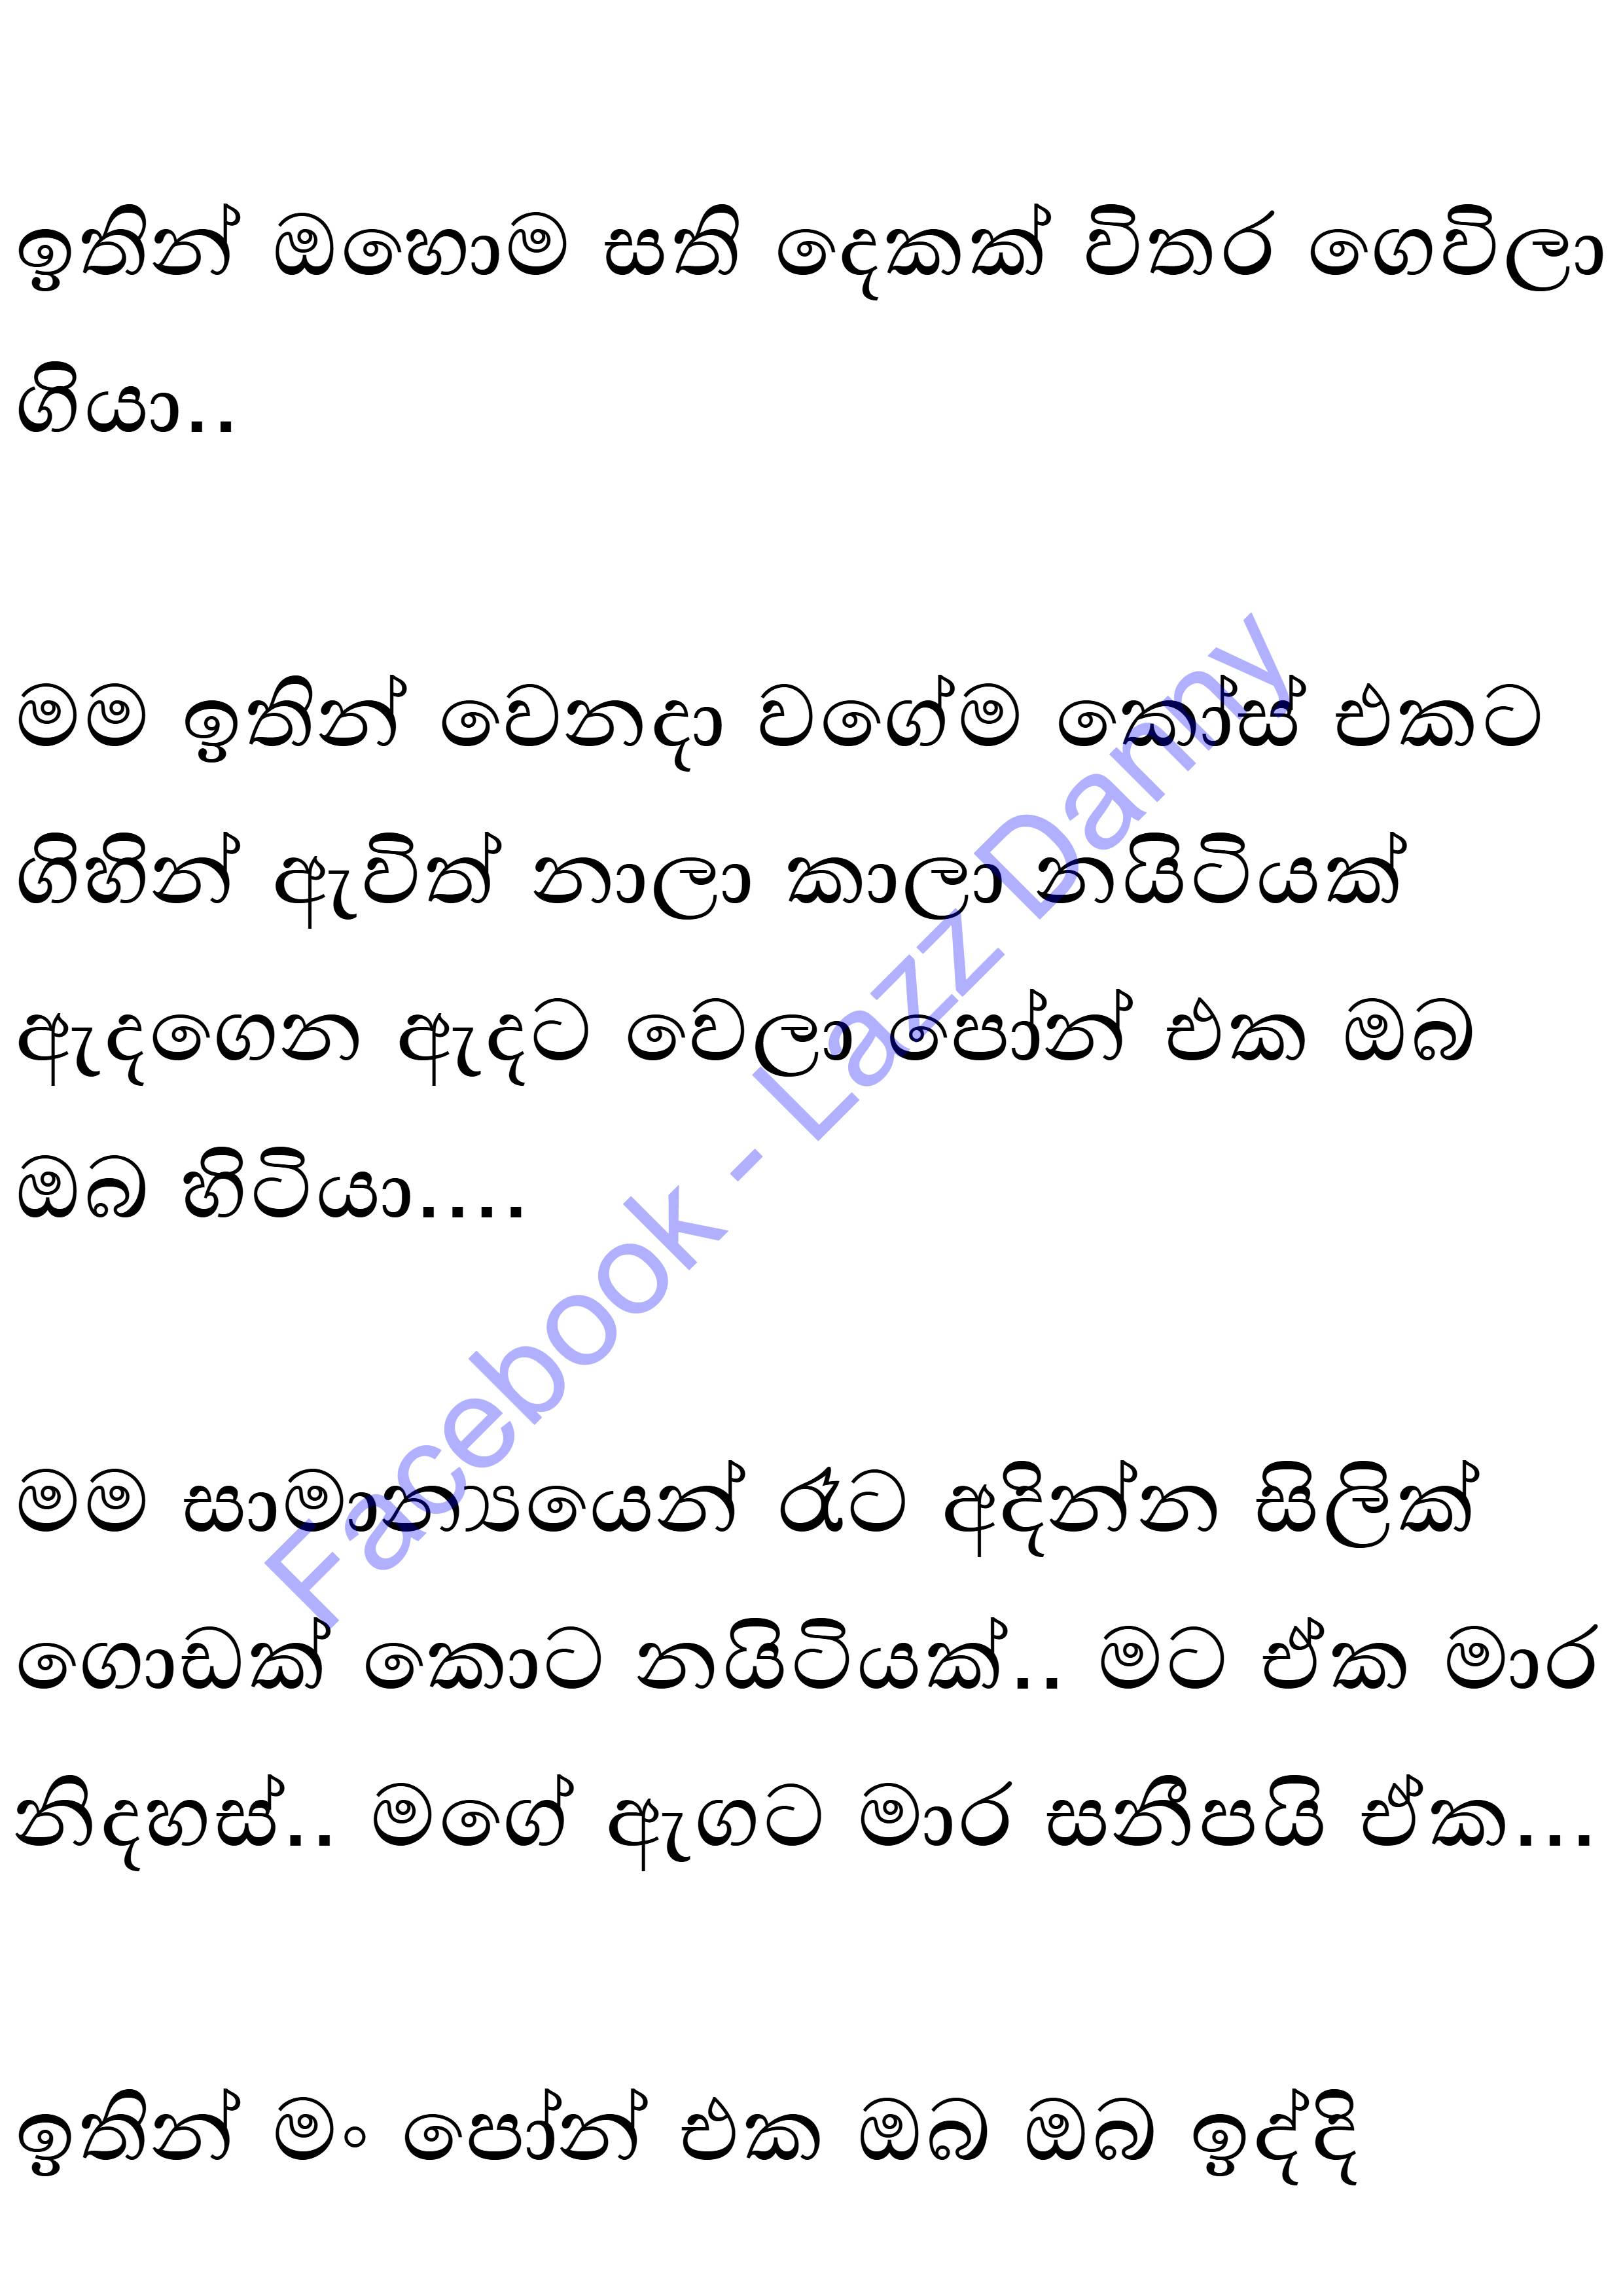 ඉතින් ඔහොම සති දෙකක් විතර ගෙවිලා
ගියා..
මම ඉතින් වෙනදා වගේම කෝස් එකට
ගිහින් ඇවිත් නාලා කාලා නයිටියක්
ඇදගෙන ඇදට වෙලා පෝන් එක ඔබ
ඔබ හිටියා....
මම සාමාන්‍යයෙන් රෑට අදින්න සිලික්
ගොඩක් කොට නයිටියක්.. මට ඒක මාර
නිදහස්.. මගේ ඇගට මාර සනීපයි ඒක...
ඉතින් මං පෝන් එක ඔබ ඔබ ඉද්දි
Facebook - Lazz Danny